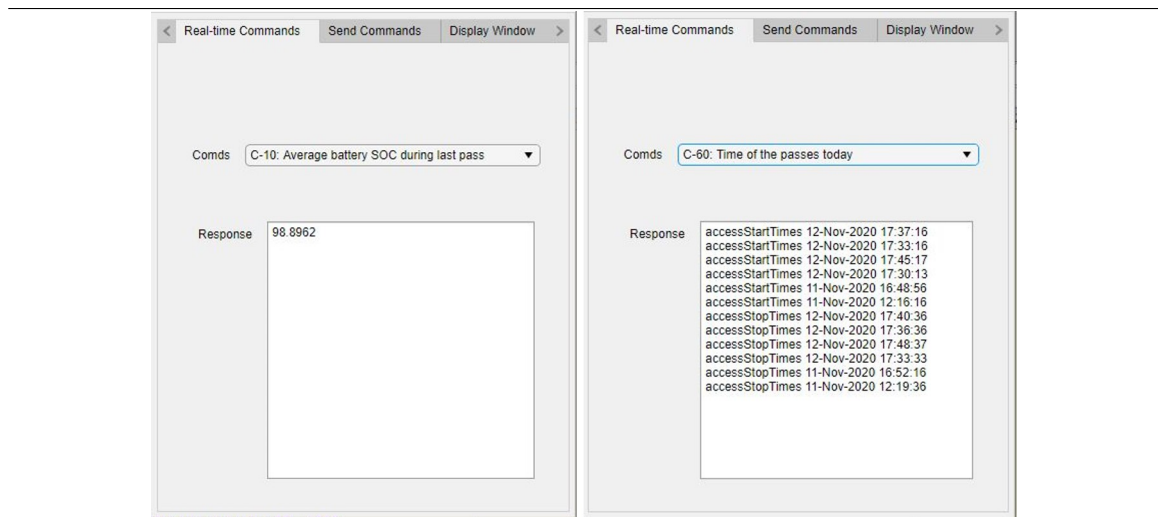 < Real-time Commands Send Commands Display Window >
Comds C-10: Average battery SOC during last pass ▼
Response 98.8962
< Real-time Commands Send Commands Display Window >
Comds C-60: Time of the passes today ▼
Response accessStartTimes 12-Nov-2020 17:37:16
accessStartTimes 12-Nov-2020 17:33:16
accessStartTimes 12-Nov-2020 17:45:17
accessStartTimes 12-Nov-2020 17:30:13
accessStartTimes 11-Nov-2020 16:48:56
accessStartTimes 11-Nov-2020 12:16:16
accessStopTimes 12-Nov-2020 17:40:36
accessStopTimes 12-Nov-2020 17:36:36
accessStopTimes 12-Nov-2020 17:48:37
accessStopTimes 12-Nov-2020 17:33:33
accessStopTimes 11-Nov-2020 16:52:16
accessStopTimes 11-Nov-2020 12:19:36